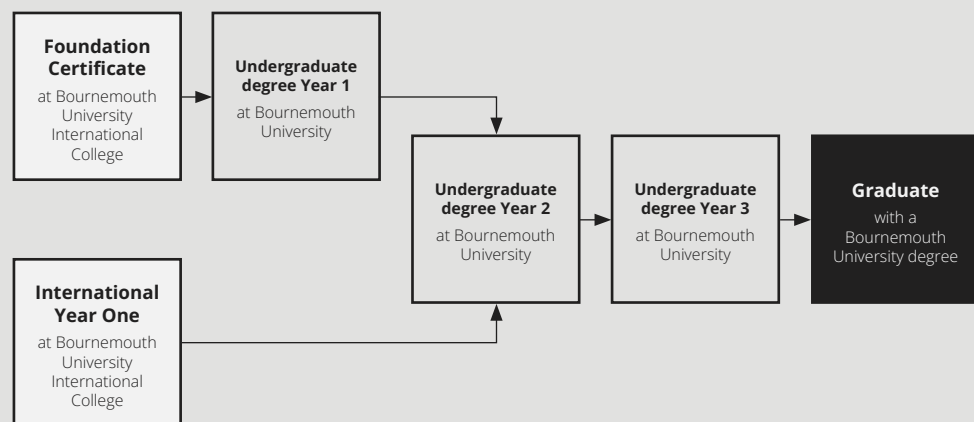 Foundation
Certificate
at Bournemouth
University
International
College
Undergraduate
degree Year 1
at Bournemouth
University
Undergraduate
degree Year 2
at Bournemouth
University
Undergraduate
degree Year 3
at Bournemouth
University
Graduate
with a
Bournemouth
University degree
International
Year One
at Bournemouth
University
International
College